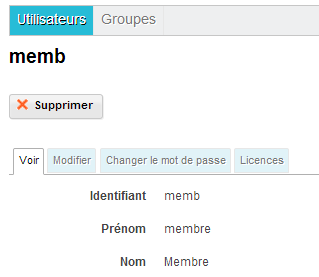 Utilisateurs Groupes
memb
Supprimer
Voir Modifier Changer le mot de passe Licences
Identifiant memb
Prénom membre
Nom Membre